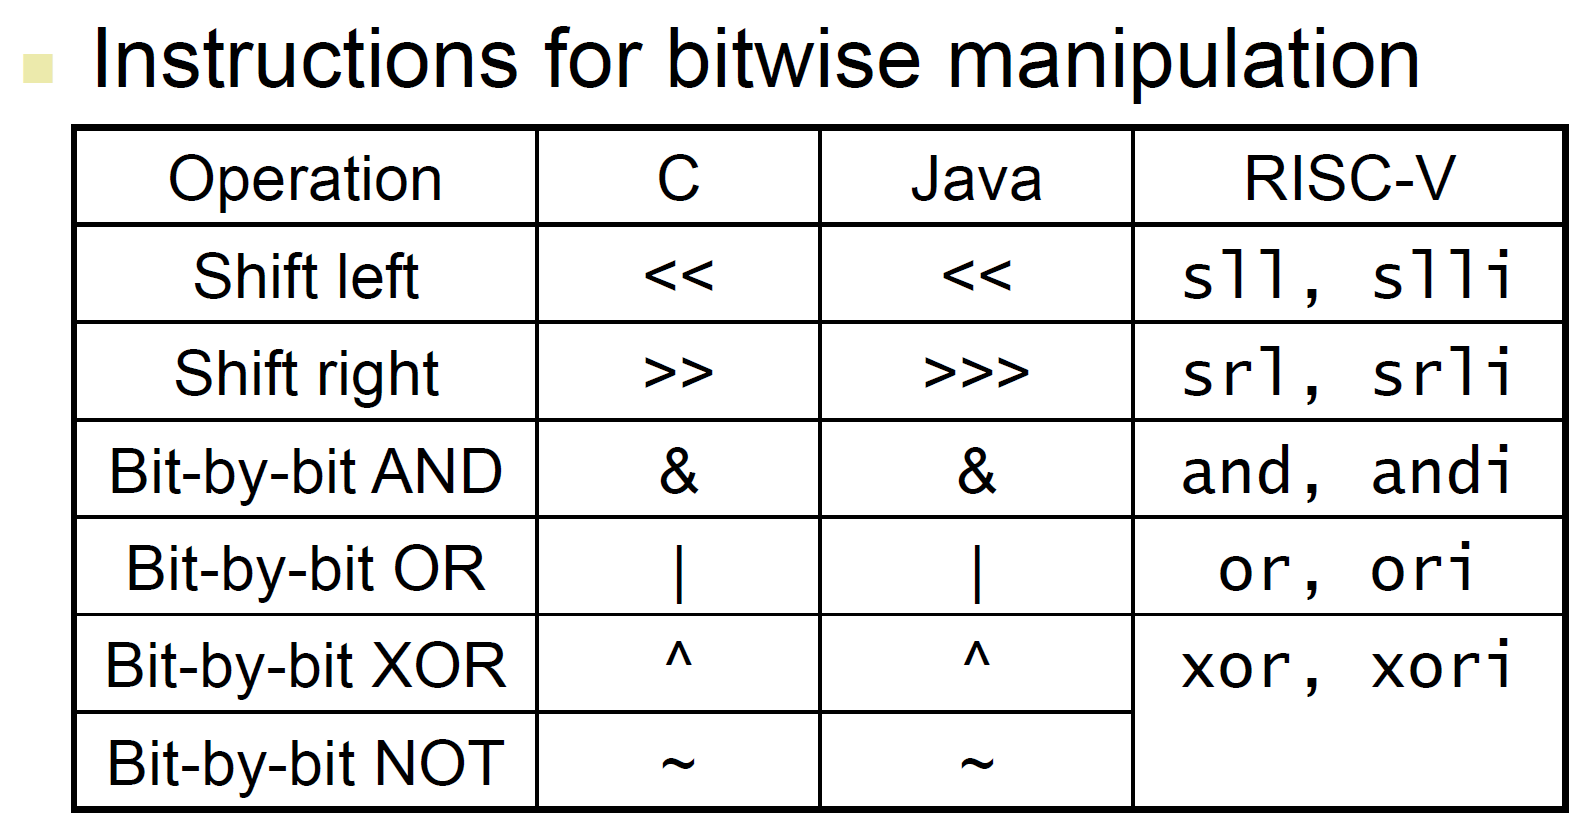 Instructions for bitwise manipulation
Operation C Java RISC-V
Shift left << << sll, slli
Shift right >> >>> srl, srli
Bit-by-bit AND & & and, andi
Bit-by-bit OR | | or, ori
Bit-by-bit XOR ^ ^ xor, xori
Bit-by-bit NOT ~ ~